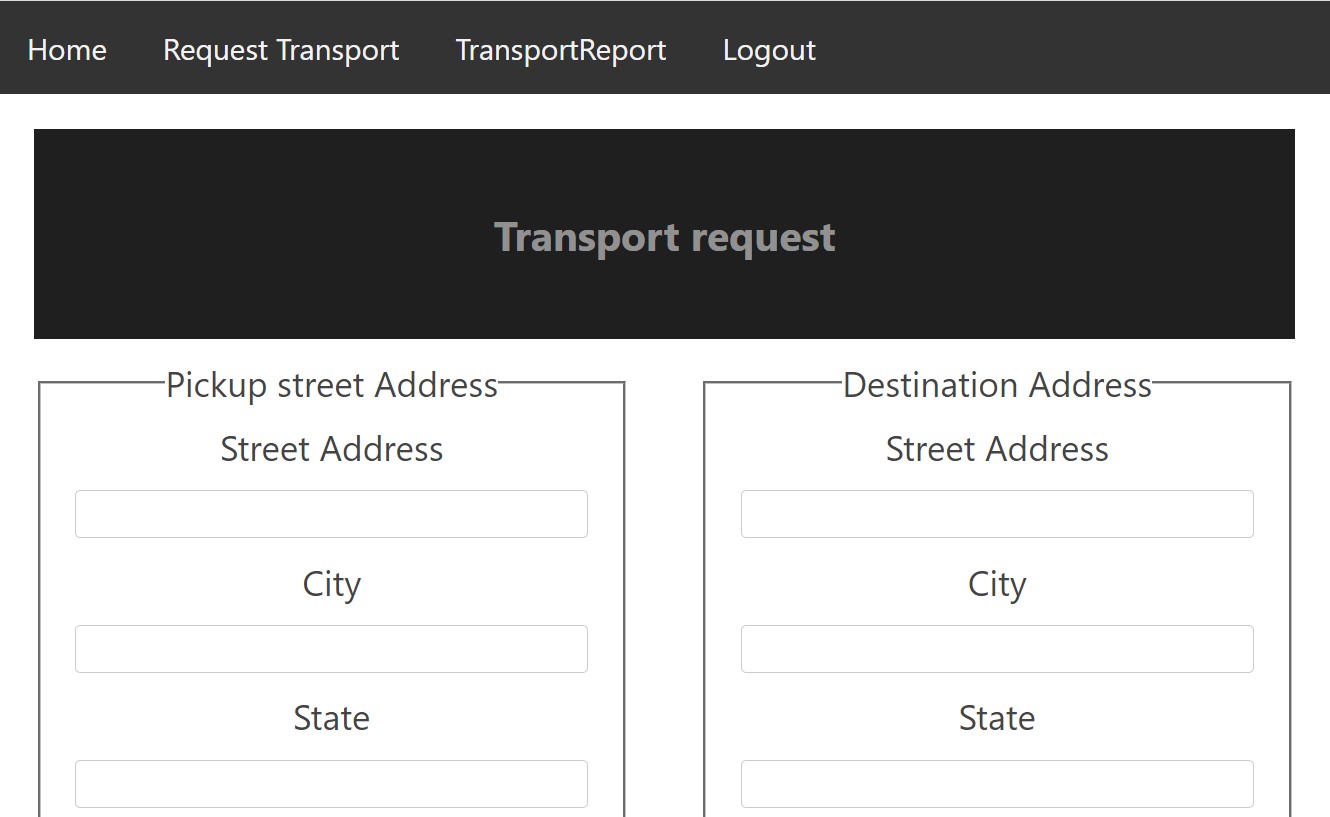 Home Request Transport TransportReport Logout
Transport request
Pickup street Address
Street Address
City
State
Destination Address
Street Address
City
State